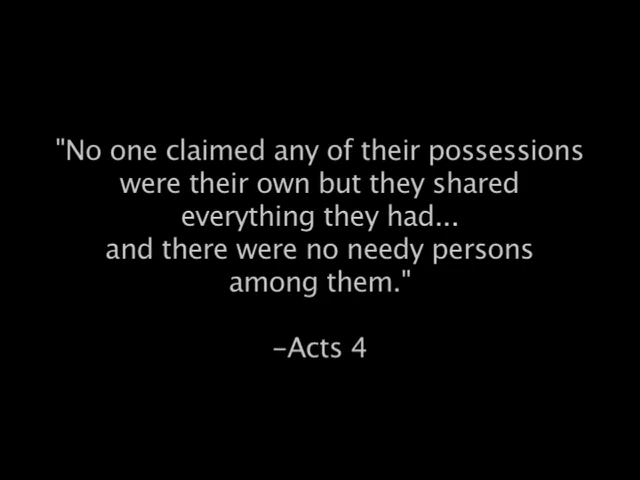 "No one claimed any of their possessions
were their own but they shared
everything they had...
and there were no needy persons
among them."
–Acts 4